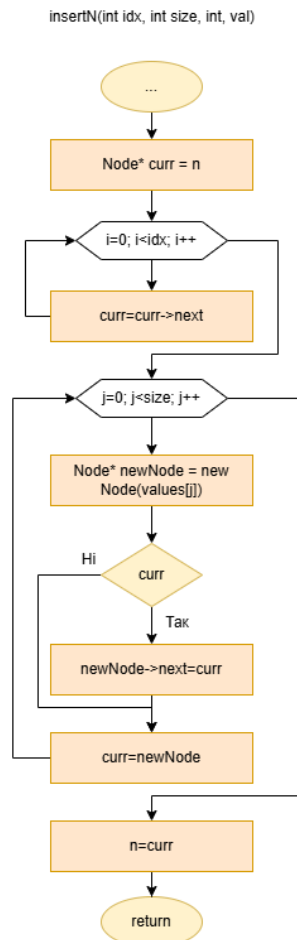 insertN(int idx, int size, int, val)
...
Node* curr = n
i=0; i<idx; i++
curr=curr->next
j=0; j<size; j++
Node* newNode = new
Node(values[j])
Ні
curr
Так
newNode->next=curr
curr=newNode
n=curr
return